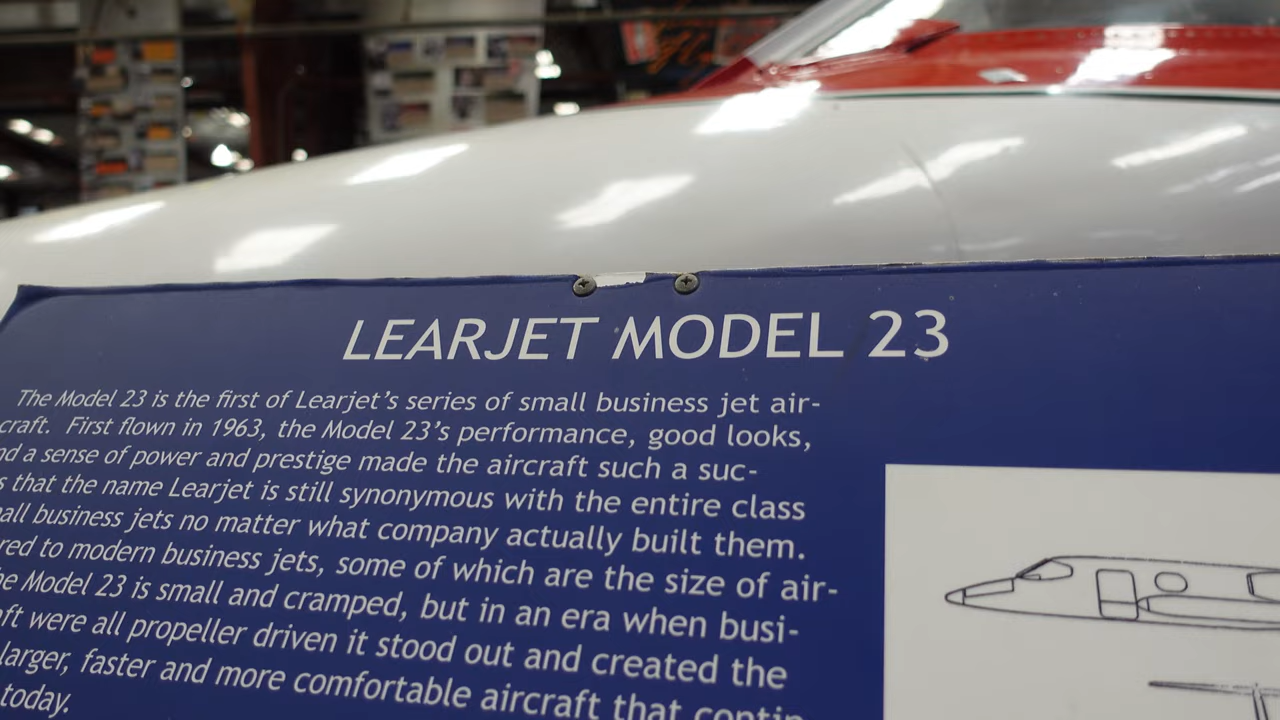 LEARJET MODEL 23
The Model 23 is the first of Learjet's series of small business jet air-
craft. First flown in 1963, the Model 23's performance, good looks,
nd a sense of power and prestige made the aircraft such a suc-
s that the name Learjet is still synonymous with the entire class
all business jets no matter what company actually built them.
red to modern business jets, some of which are the size of air-
he Model 23 is small and cramped, but in an era when busi-
ft were all propeller driven it stood out and created the
larger, faster and more comfortable aircraft that contin
today.